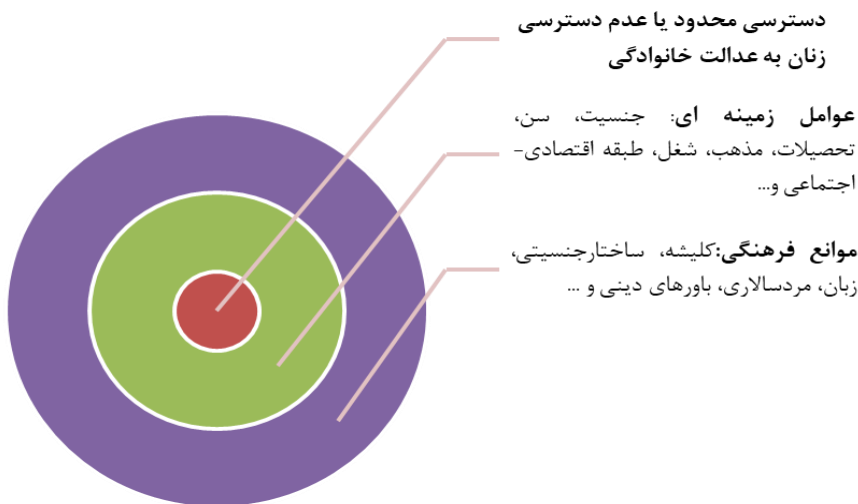 دسترسی محدود یا عدم دسترسی
زنان به عدالت خانوادگی
عوامل زمینه ای: جنسیت، سن،
تحصیلات، مذهب، شغل، طبقه اقتصادی-
اجتماعی و...
موانع فرهنگی:کلیشه، ساختارجنسیتی،
زبان، مردسالاری، باورهای دینی و ...